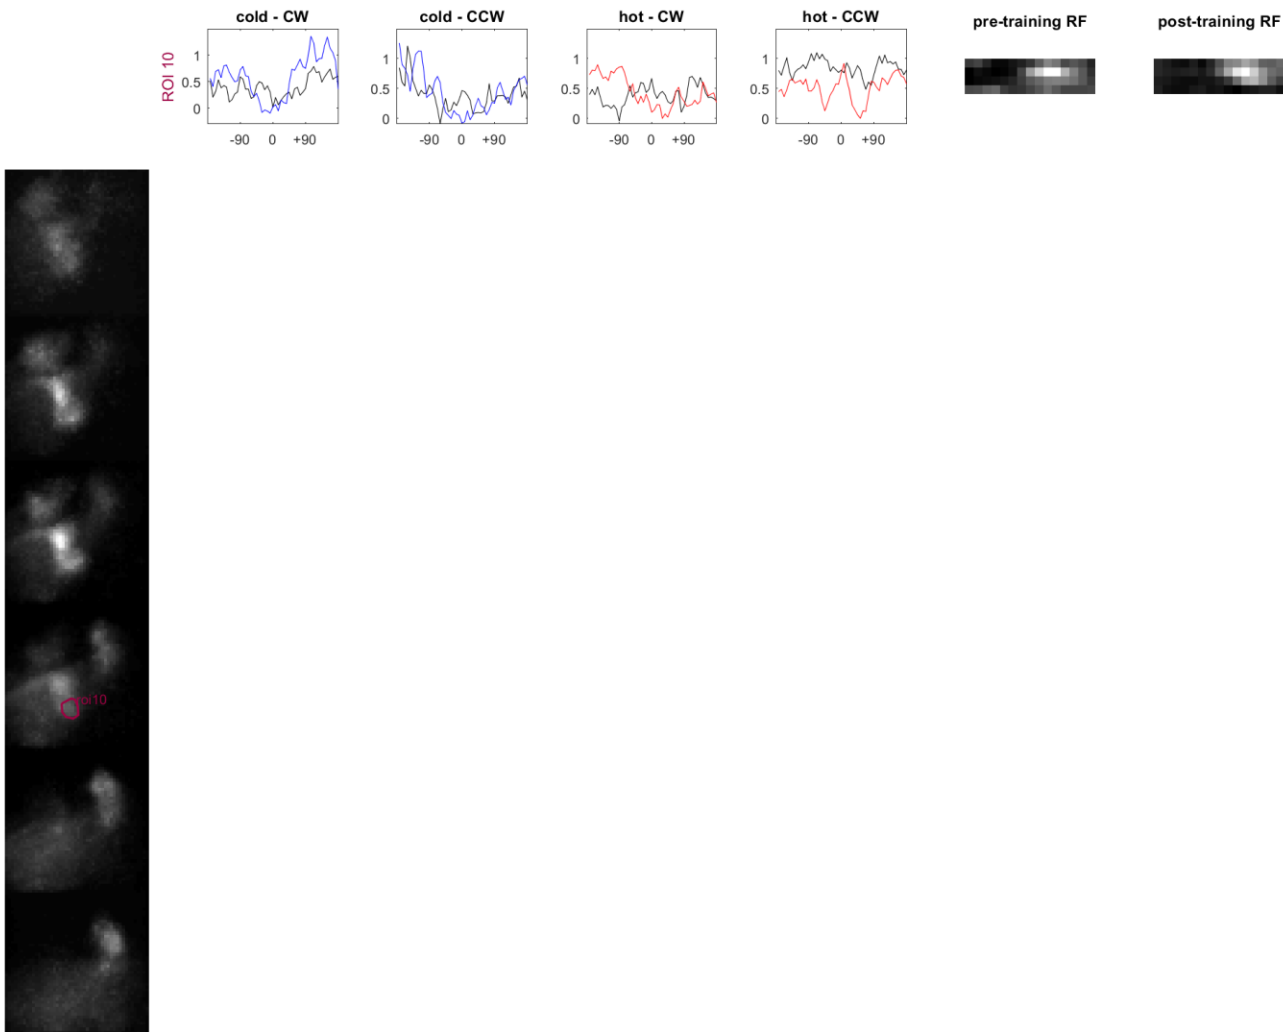 cold - CW
cold - CCW
hot - CW
hot - CCW
pre-training RF
post-training RF
ROI 10
1
0.5
0
-90 0 +90
1
0.5
0
-90 0 +90
1
0.5
0
-90 0 +90
1
0.5
0
-90 0 +90
roi10